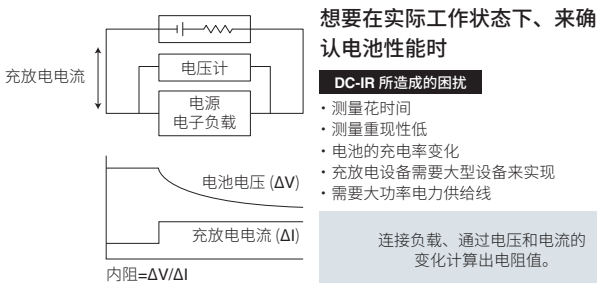 充放电电流
电压计
电源
电子负载
电池电压 (ΔV)
充放电电流 (ΔI)
内阻=ΔV/ΔI
想要在实际工作状态下、来确
认电池性能时
DC-IR 所造成的困扰
・测量花时间
・测量重现性低
・电池的充电率变化
・充放电设备需要大型设备来实现
・需要大功率电力供给线
连接负载、通过电压和电流的
变化计算出电阻值。